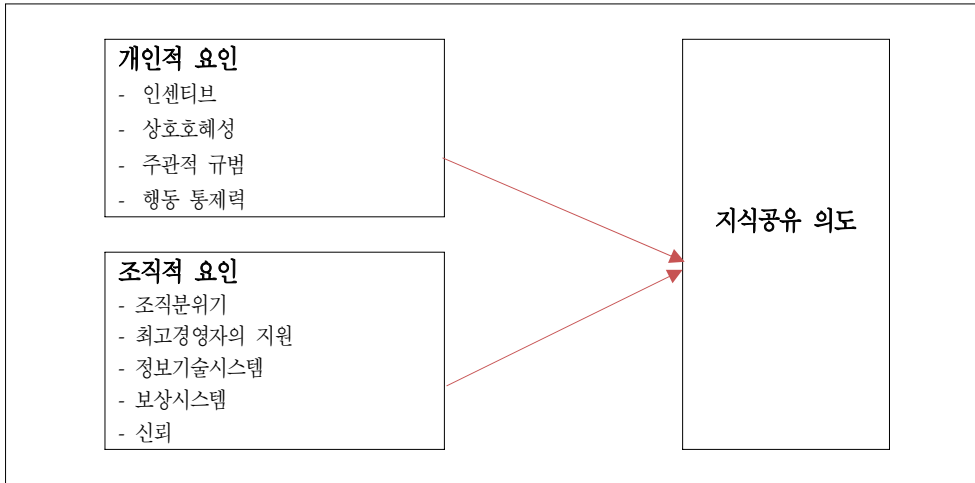 개인적 요인
- 인센티브
- 상호호혜성
- 주관적 규범
- 행동 통제력
조직적 요인
- 조직분위기
- 최고경영자의 지원
- 정보기술시스템
- 보상시스템
- 신뢰
지식공유 의도